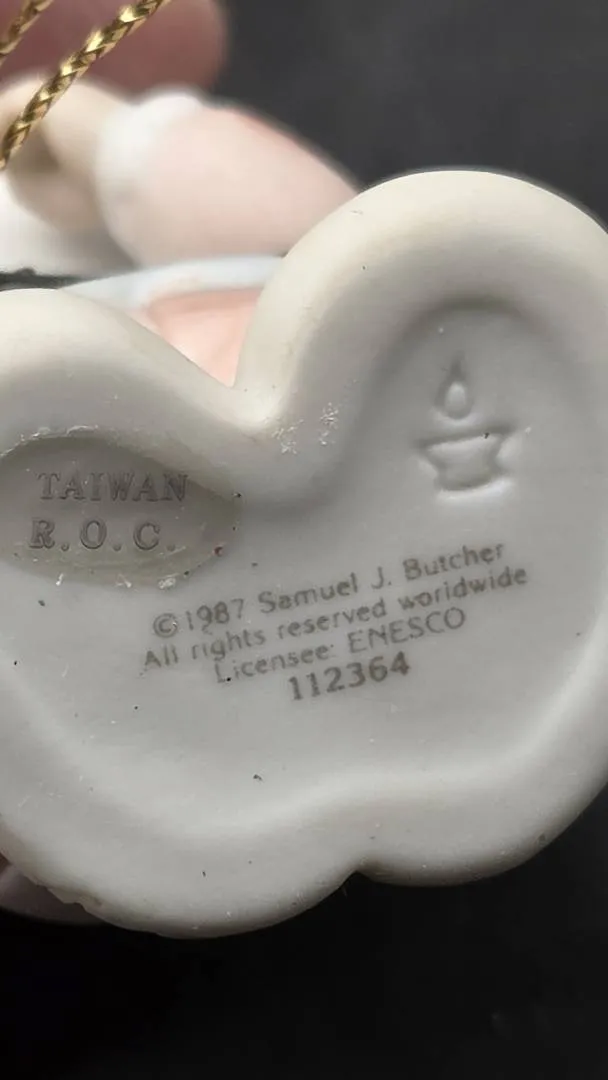 TAIWAN
R.O.C.
©1987 Samuel J. Butcher
All rights reserved worldwide
Licensee: ENESCO
112364